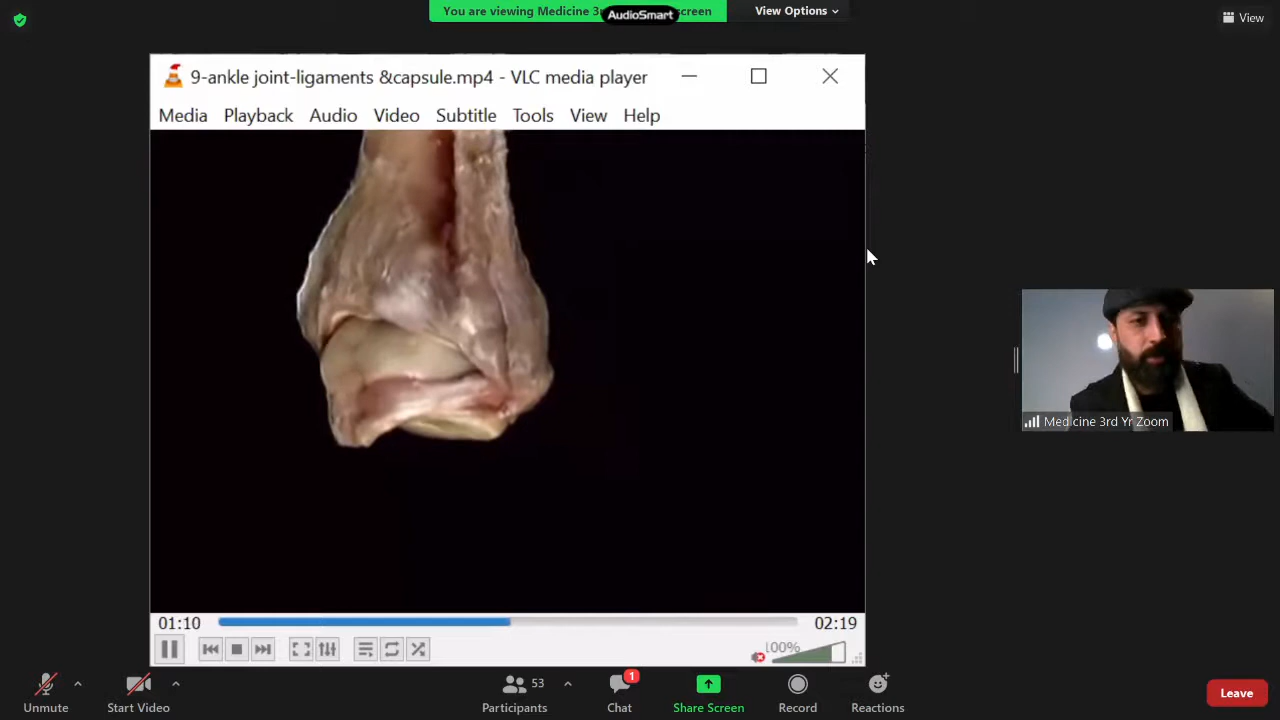 You are viewing Medicine 3r screen
AudioSmart
View Options
View
9-ankle joint-ligaments &capsule.mp4 - VLC media player
Media Playback Audio Video Subtitle Tools View Help
Medicine 3rd Yr Zoom
01:10
02:19
100%
53
1
Unmute
Start Video
Participants
Chat
Share Screen
Record
Reactions
Leave